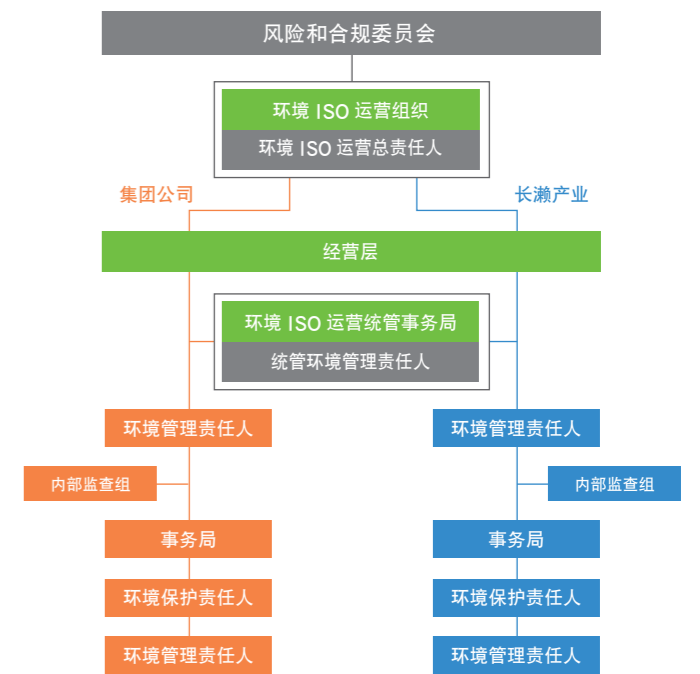 风险和合规委员会
环境 ISO 运营组织
环境 ISO 运营总责任人
集团公司
长濑产业
经营层
环境 ISO 运营统管事务局
统管环境管理责任人
环境管理责任人
环境管理责任人
内部监查组
内部监查组
事务局
事务局
环境保护责任人
环境保护责任人
环境管理责任人
环境管理责任人